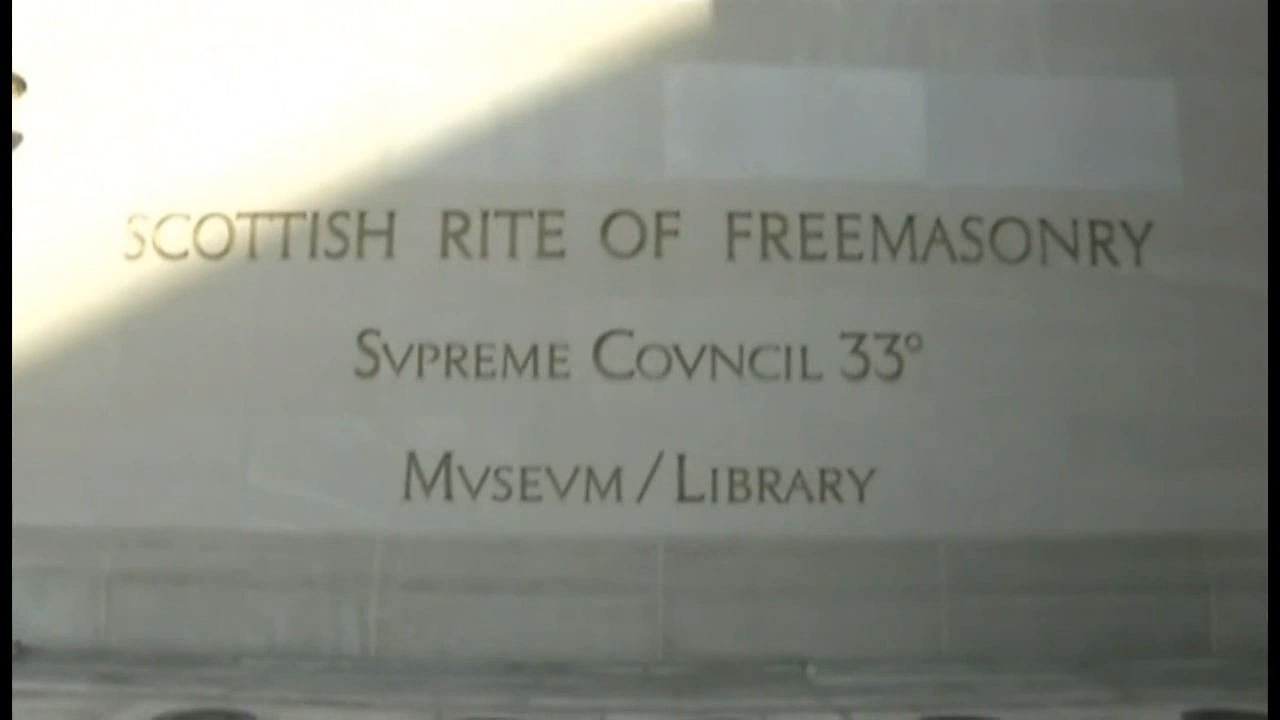 SCOTTISH RITE OF FREEMASONRY
SVPREME COVNCIL 33°
MVSEVM/LIBRARY